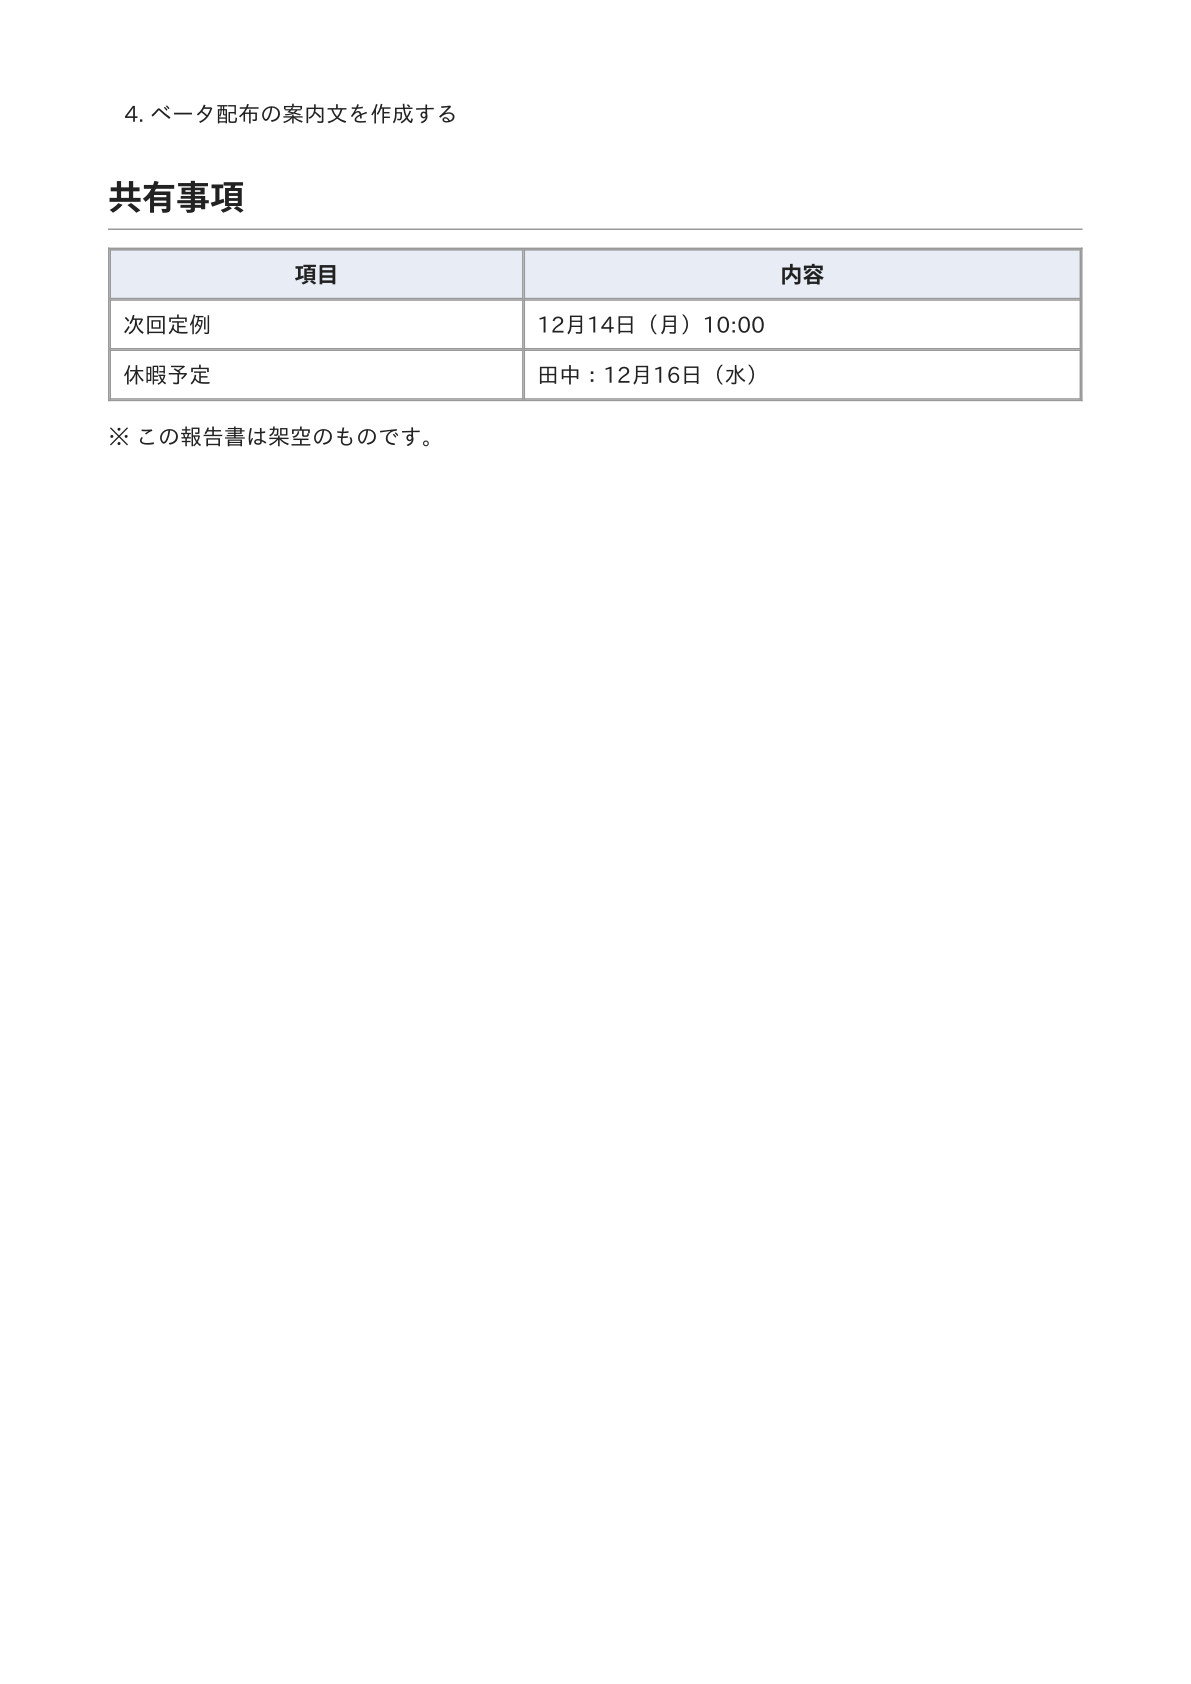 4. ベータ配布の案内文を作成する
共有事項
項目 内容
次回定例 12月14日（月）10:00
休暇予定 田中：12月16日（水）
※ この報告書は架空のものです。